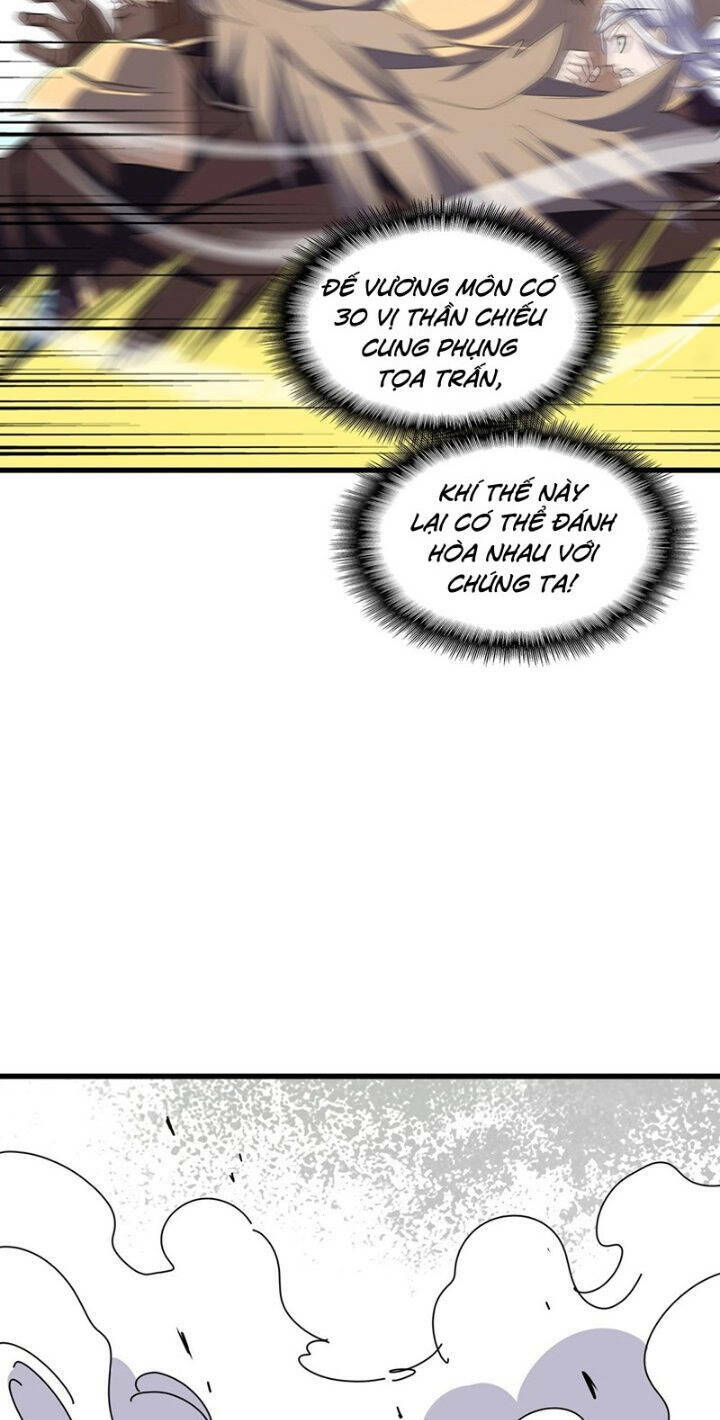 ĐẾ VƯƠNG MÔN CÓ
30 VỊ THẦN CHIẾU
CUNG PHỤNG
TỌA TRẤN,
KHÍ THẾ NÀY
LẠI CÓ THỂ ĐÁNH
HÒA NHAU VỚI
CHÚNG TA!